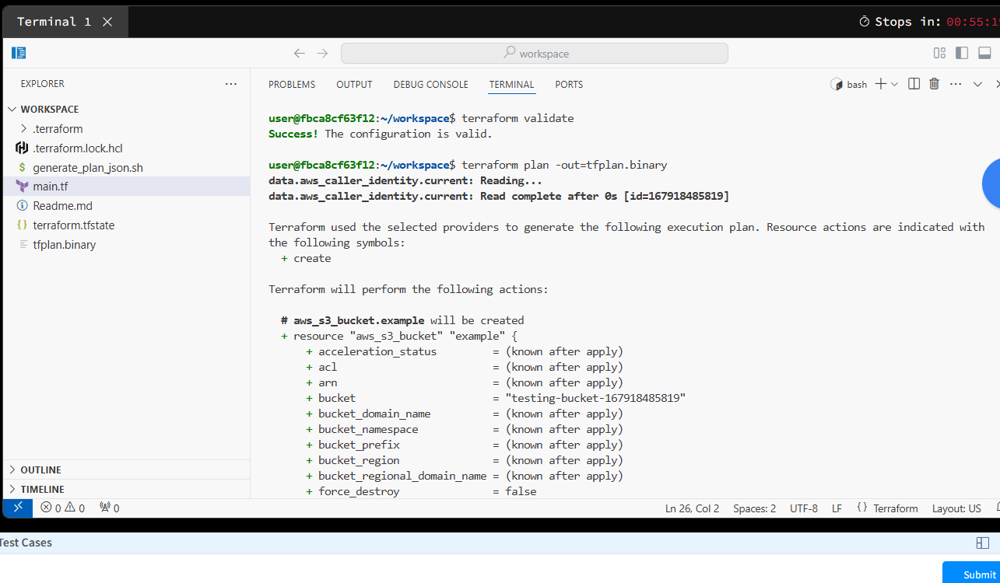 Terminal 1
Stops in: 00:55:1
workspace
EXPLORER
WORKSPACE
.terraform
.terraform.lock.hcl
$ generate_plan_json.sh
main.tf
Readme.md
{} terraform.tfstate
tfplan.binary
OUTLINE
TIMELINE
PROBLEMS OUTPUT DEBUG CONSOLE TERMINAL PORTS
bash
user@fbca8cf63f12:~/workspace$ terraform validate
Success! The configuration is valid.
user@fbca8cf63f12:~/workspace$ terraform plan -out=tfplan.binary
data.aws_caller_identity.current: Reading...
data.aws_caller_identity.current: Read complete after 0s [id=167918485819]
Terraform used the selected providers to generate the following execution plan. Resource actions are indicated with
the following symbols:
+ create
Terraform will perform the following actions:
# aws_s3_bucket.example will be created
+ resource "aws_s3_bucket" "example" {
+ acceleration_status = (known after apply)
+ acl = (known after apply)
+ arn = (known after apply)
+ bucket = "testing-bucket-167918485819"
+ bucket_domain_name = (known after apply)
+ bucket_namespace = (known after apply)
+ bucket_prefix = (known after apply)
+ bucket_region = (known after apply)
+ bucket_regional_domain_name = (known after apply)
+ force_destroy = false
0 0 0
Ln 26, Col 2 Spaces: 2 UTF-8 LF {} Terraform Layout: US
Test Cases
Submit